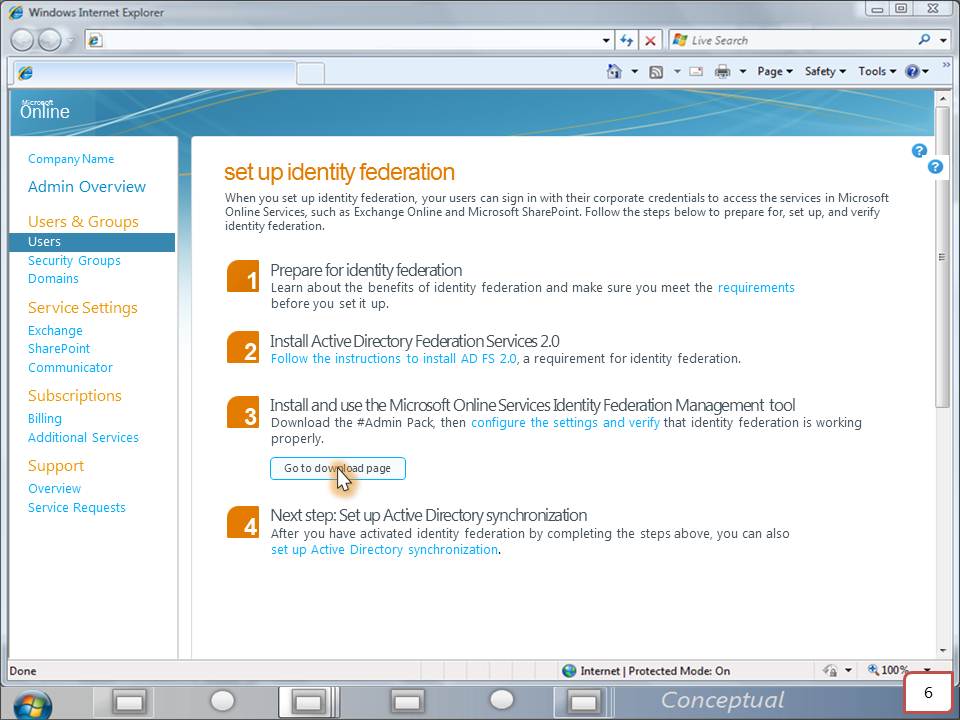 Windows Internet Explorer
Live Search
Page Safety Tools
Microsoft
Online
Company Name
Admin Overview
Users & Groups
Users
Security Groups
Domains
Service Settings
Exchange
SharePoint
Communicator
Subscriptions
Billing
Additional Services
Support
Overview
Service Requests
set up identity federation
When you set up identity federation, your users can sign in with their corporate credentials to access the services in Microsoft
Online Services, such as Exchange Online and Microsoft SharePoint. Follow the steps below to prepare for, set up, and verify
identity federation.
1 Prepare for identity federation
Learn about the benefits of identity federation and make sure you meet the requirements
before you set it up.
2 Install Active Directory Federation Services 2.0
Follow the instructions to install AD FS 2.0, a requirement for identity federation.
3 Install and use the Microsoft Online Services Identity Federation Management tool
Download the #Admin Pack, then configure the settings and verify that identity federation is working
properly.
Go to download page
4 Next step: Set up Active Directory synchronization
After you have activated identity federation by completing the steps above, you can also
set up Active Directory synchronization.
Done
Internet | Protected Mode: On
100%
Conceptual
6